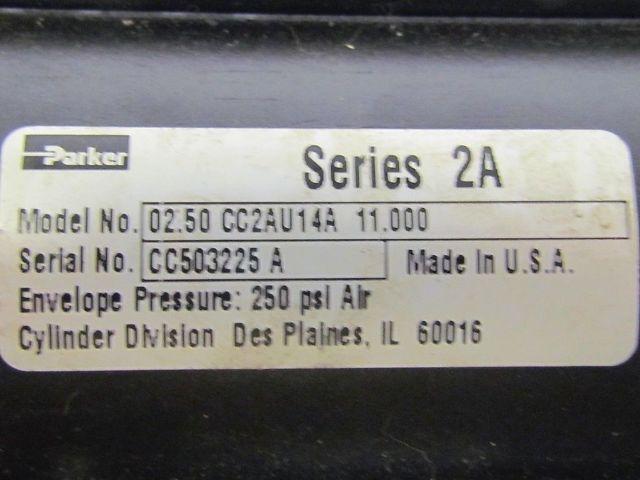 Parker
Series 2A
Model No. 02.50 CC2AU14A 11.000
Serial No. CC503225 A Made In U.S.A.
Envelope Pressure: 250 psi Air
Cylinder Division Des Plaines, IL 60016